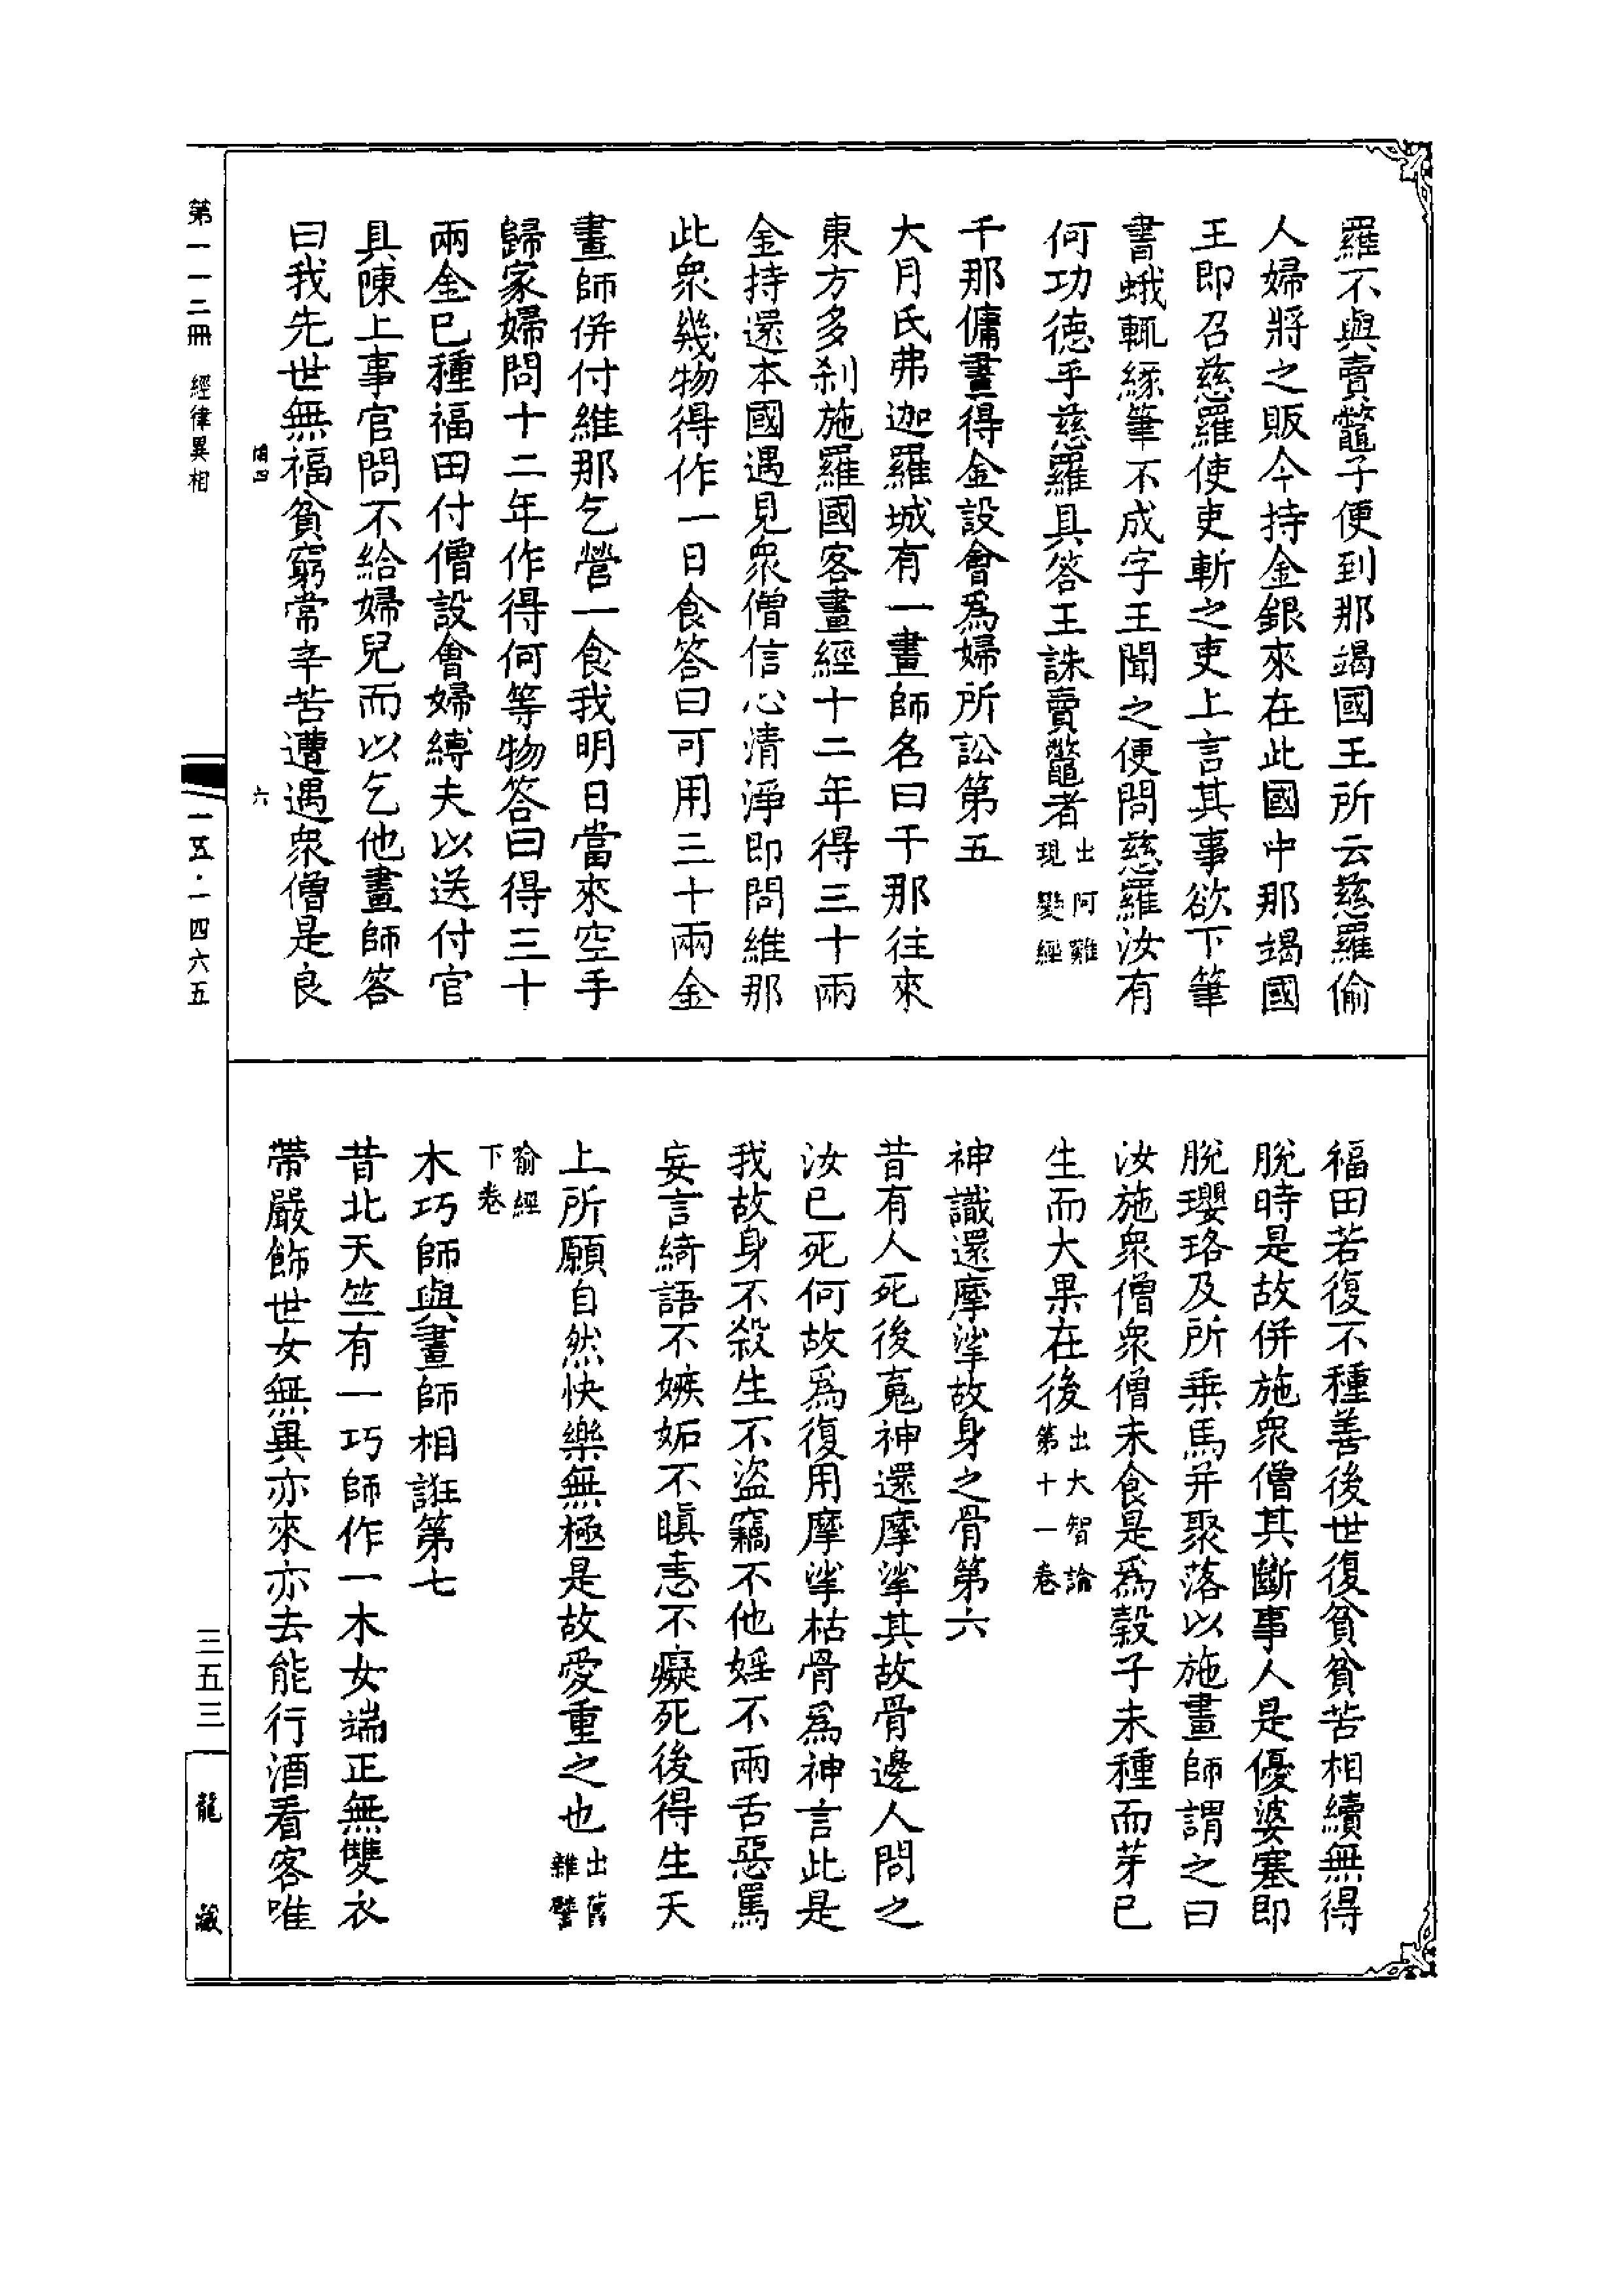 羅不與賣鼈子便到那竭國王所云慈羅偷
人婦將之販今持金銀來在此國中那竭國
王即召慈羅使吏斬之吏上言其事欲下筆
書蛾輒緣筆不成字王聞之便問慈羅汝有
何功德乎慈羅具答王誅賣鼈者出阿難現變經
千那傭畫得金設會為婦所訟第五
大月氏弗迦羅城有一畫師名曰千那往來
東方多刹施羅國客畫經十二年得三十兩
金持還本國遇見眾僧信心清淨即問維那
此眾幾物得作一日食答曰可用三十兩金
畫師併付維那乞營一食我明日當來空手
歸家婦問十二年作得何等物答曰得三十
兩金已種福田付僧設會婦縛夫以送付官
具陳上事官問不給婦兒而以乞他畫師答
曰我先世無福貧窮常辛苦遭遇眾僧是良
福田若復不種善後世復貧貧苦相續無得
脫時是故併施眾僧其斷事人是優婆塞即
脫瓔珞及所乗馬并聚落以施畫師謂之曰
汝施眾僧眾僧未食是為穀子未種而芽已
生而大果在後出大智論第十一卷
神識還摩挲故身之骨第六
昔有人死後䰟神還摩挲其故骨邊人問之
汝已死何故為復用摩挲枯骨為神言此是
我故身不殺生不盜竊不他婬不兩舌惡罵
妄言綺語不嫉妬不瞋恚不癡死後得生天
上所願自然快樂無極是故愛重之也出舊雜譬
喻經下卷
木巧師與畫師相誑第七
昔北天竺有一巧師作一木女端正無雙衣
帶嚴飾世女無異亦來亦去能行酒看客唯
六
第一一二冊 經律異相
一五·一四六五
三五三
龍藏